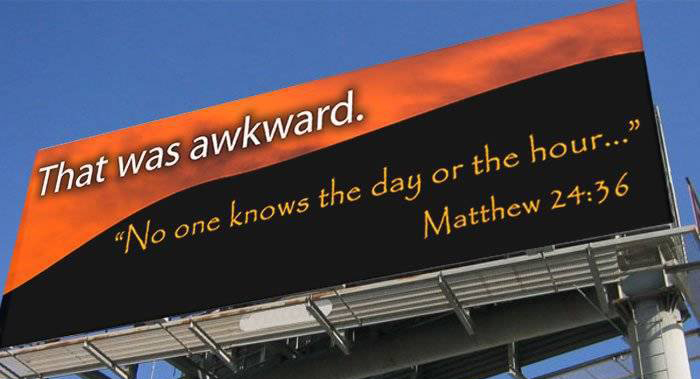 That was awkward.
“No one knows the day or the hour...”
Matthew 24:36